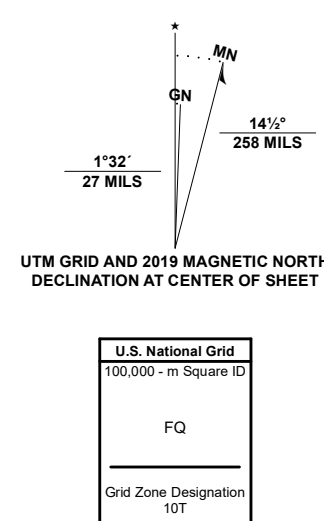 ★
MN
GN
14½°
258 MILS
1°32´
27 MILS
UTM GRID AND 2019 MAGNETIC NORTH
DECLINATION AT CENTER OF SHEET
U.S. National Grid
100,000 - m Square ID
FQ
Grid Zone Designation
10T